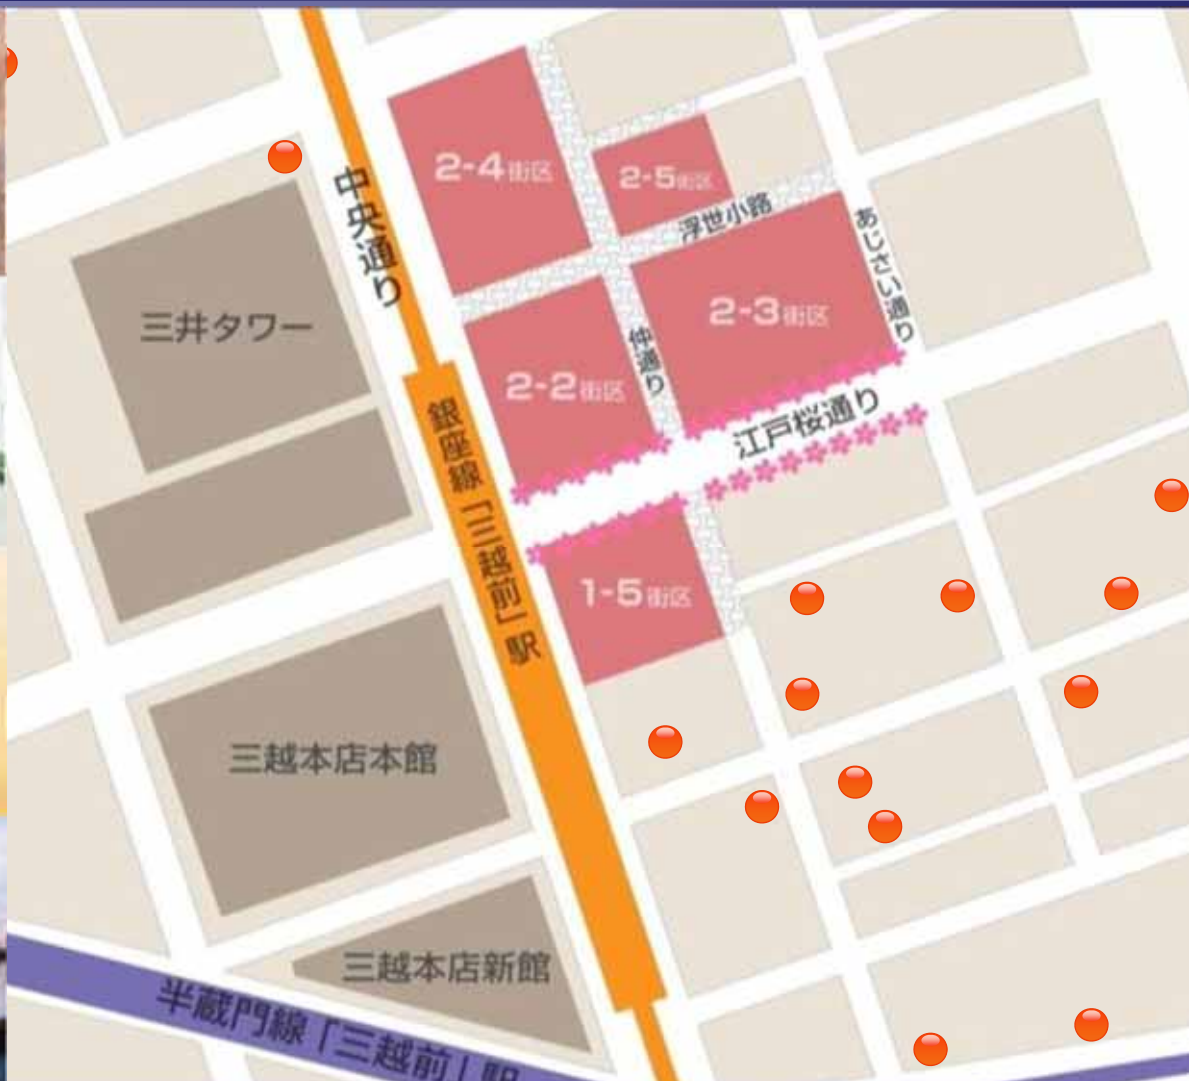 2-4街区
2-5街区
中央通り
浮世小路
あじさい通り
三井タワー
2-3街区
仲通り
2-2街区
江戸桜通り
銀座線「三越前」駅
1-5街区
三越本店本館
三越本店新館
半蔵門線「三越前」駅